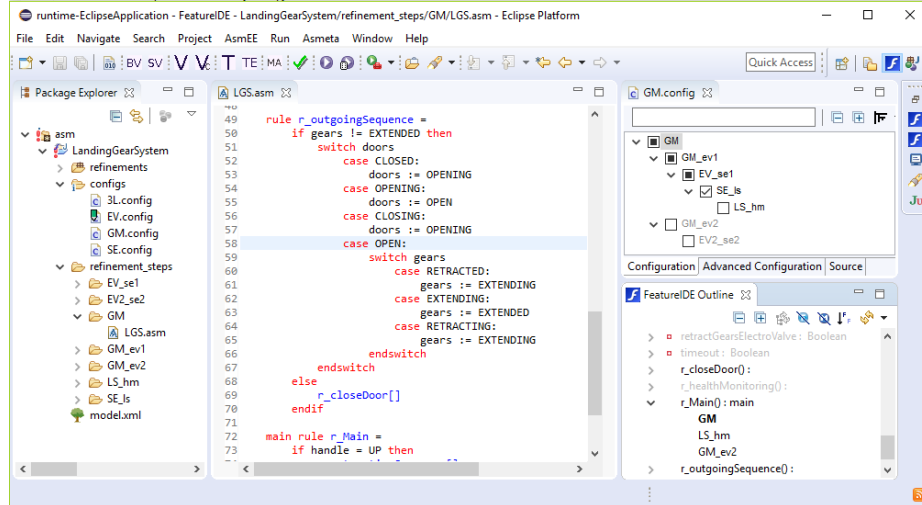 runtime-EclipseApplication - FeatureIDE - LandingGearSystem/refinement_steps/GM/LGS.asm - Eclipse Platform
File Edit Navigate Search Project AsmEE Run Asmeta Window Help
BV SV V V T TE MA Quick Access
Package Explorer
asm
LandingGearSystem
refinements
configs
3L.config
EV.config
GM.config
SE.config
refinement_steps
EV_se1
EV2_se2
GM
LGS.asm
GM_ev1
GM_ev2
LS_hm
SE_ls
model.xml
LGS.asm
49 rule r_outgoingSequence =
50 if gears != EXTENDED then
51 switch doors
52 case CLOSED:
53 doors := OPENING
54 case OPENING:
55 doors := OPEN
56 case CLOSING:
57 doors := OPENING
58 case OPEN:
59 switch gears
60 case RETRACTED:
61 gears := EXTENDING
62 case EXTENDING:
63 gears := EXTENDED
64 case RETRACTING:
65 gears := EXTENDING
66 endswitch
67 endswitch
68 else
69 r_closeDoor[]
70 endif
71
72 main rule r_Main =
73 if handle = UP then
GM.config
GM
GM_ev1
EV_se1
SE_ls
LS_hm
GM_ev2
EV2_se2
Configuration Advanced Configuration Source
FeatureIDE Outline
retractGearsElectroValve : Boolean
timeout : Boolean
r_closeDoor() :
r_healthMonitoring() :
r_Main() : main
GM
LS_hm
GM_ev2
r_outgoingSequence() :